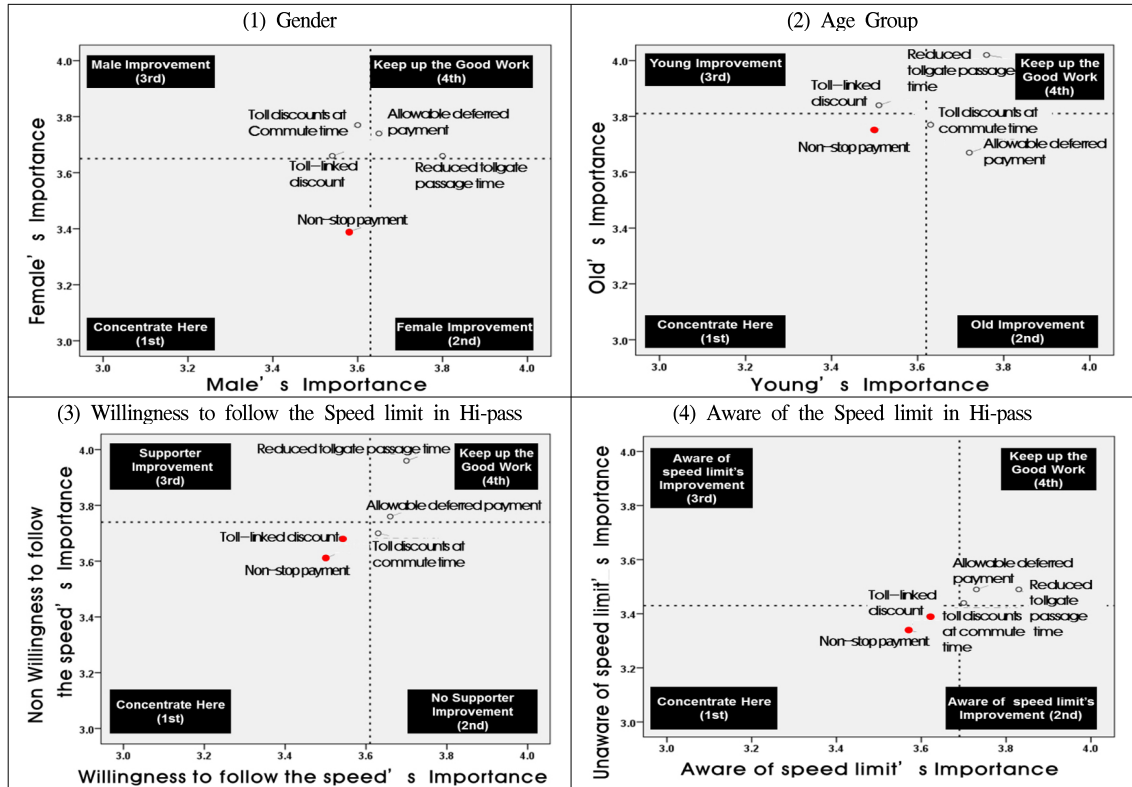 (1) Gender
Male Improvement
(3rd)
Keep up the Good Work
(4th)
Toll discounts at
Commute time
Allowable deferred
payment
Toll-linked
discount
Reduced tollgate
passage time
Non-stop payment
Concentrate Here
(1st)
Female Improvement
(2nd)
Female's Importance
4.0
3.8
3.6
3.4
3.2
3.0
3.0 3.2 3.4 3.6 3.8 4.0
Male's Importance
(2) Age Group
Young Improvement
(3rd)
Reduced
tollgate passage
time
Keep up the
Good Work
(4th)
Toll-linked
discount
Toll discounts at
commute time
Non-stop payment
Allowable deferred
payment
Concentrate Here
(1st)
Old Improvement
(2nd)
Old's Importance
4.0
3.8
3.6
3.4
3.2
3.0
3.0 3.2 3.4 3.6 3.8 4.0
Young's Importance
(3) Willingness to follow the Speed limit in Hi-pass
Supporter
Improvement
(3rd)
Reduced tollgate passage time
Keep up the
Good Work
(4th)
Allowable deferred payment
Toll-linked discount
Toll discounts at
commute time
Non-stop payment
Concentrate Here
(1st)
No Supporter
Improvement
(2nd)
Non Willingness to follow
the speed's Importance
4.0
3.8
3.6
3.4
3.2
3.0
3.0 3.2 3.4 3.6 3.8 4.0
Willingness to follow the speed's Importance
(4) Aware of the Speed limit in Hi-pass
Aware of
speed limit's
Improvement
(3rd)
Keep up the
Good Work
(4th)
Allowable deferred
payment
Reduced
tollgate
passage
time
Toll-linked
discount
toll discounts
at commute
time
Non-stop payment
Concentrate Here
(1st)
Aware of speed limit's
Improvement (2nd)
Unaware of speed limit's Importance
4.0
3.8
3.6
3.4
3.2
3.0
3.0 3.2 3.4 3.6 3.8 4.0
Aware of speed limit's Importance